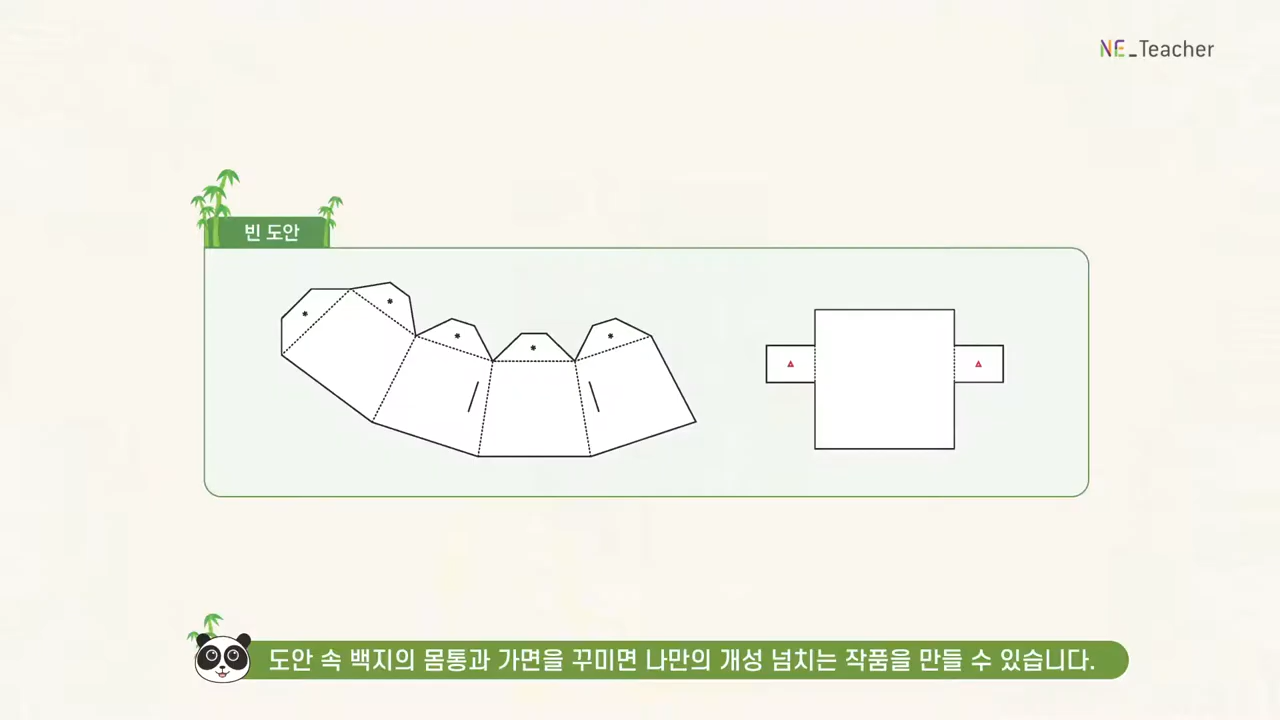 NE_Teacher
빈 도안
도안 속 백지의 몸통과 가면을 꾸미면 나만의 개성 넘치는 작품을 만들 수 있습니다.